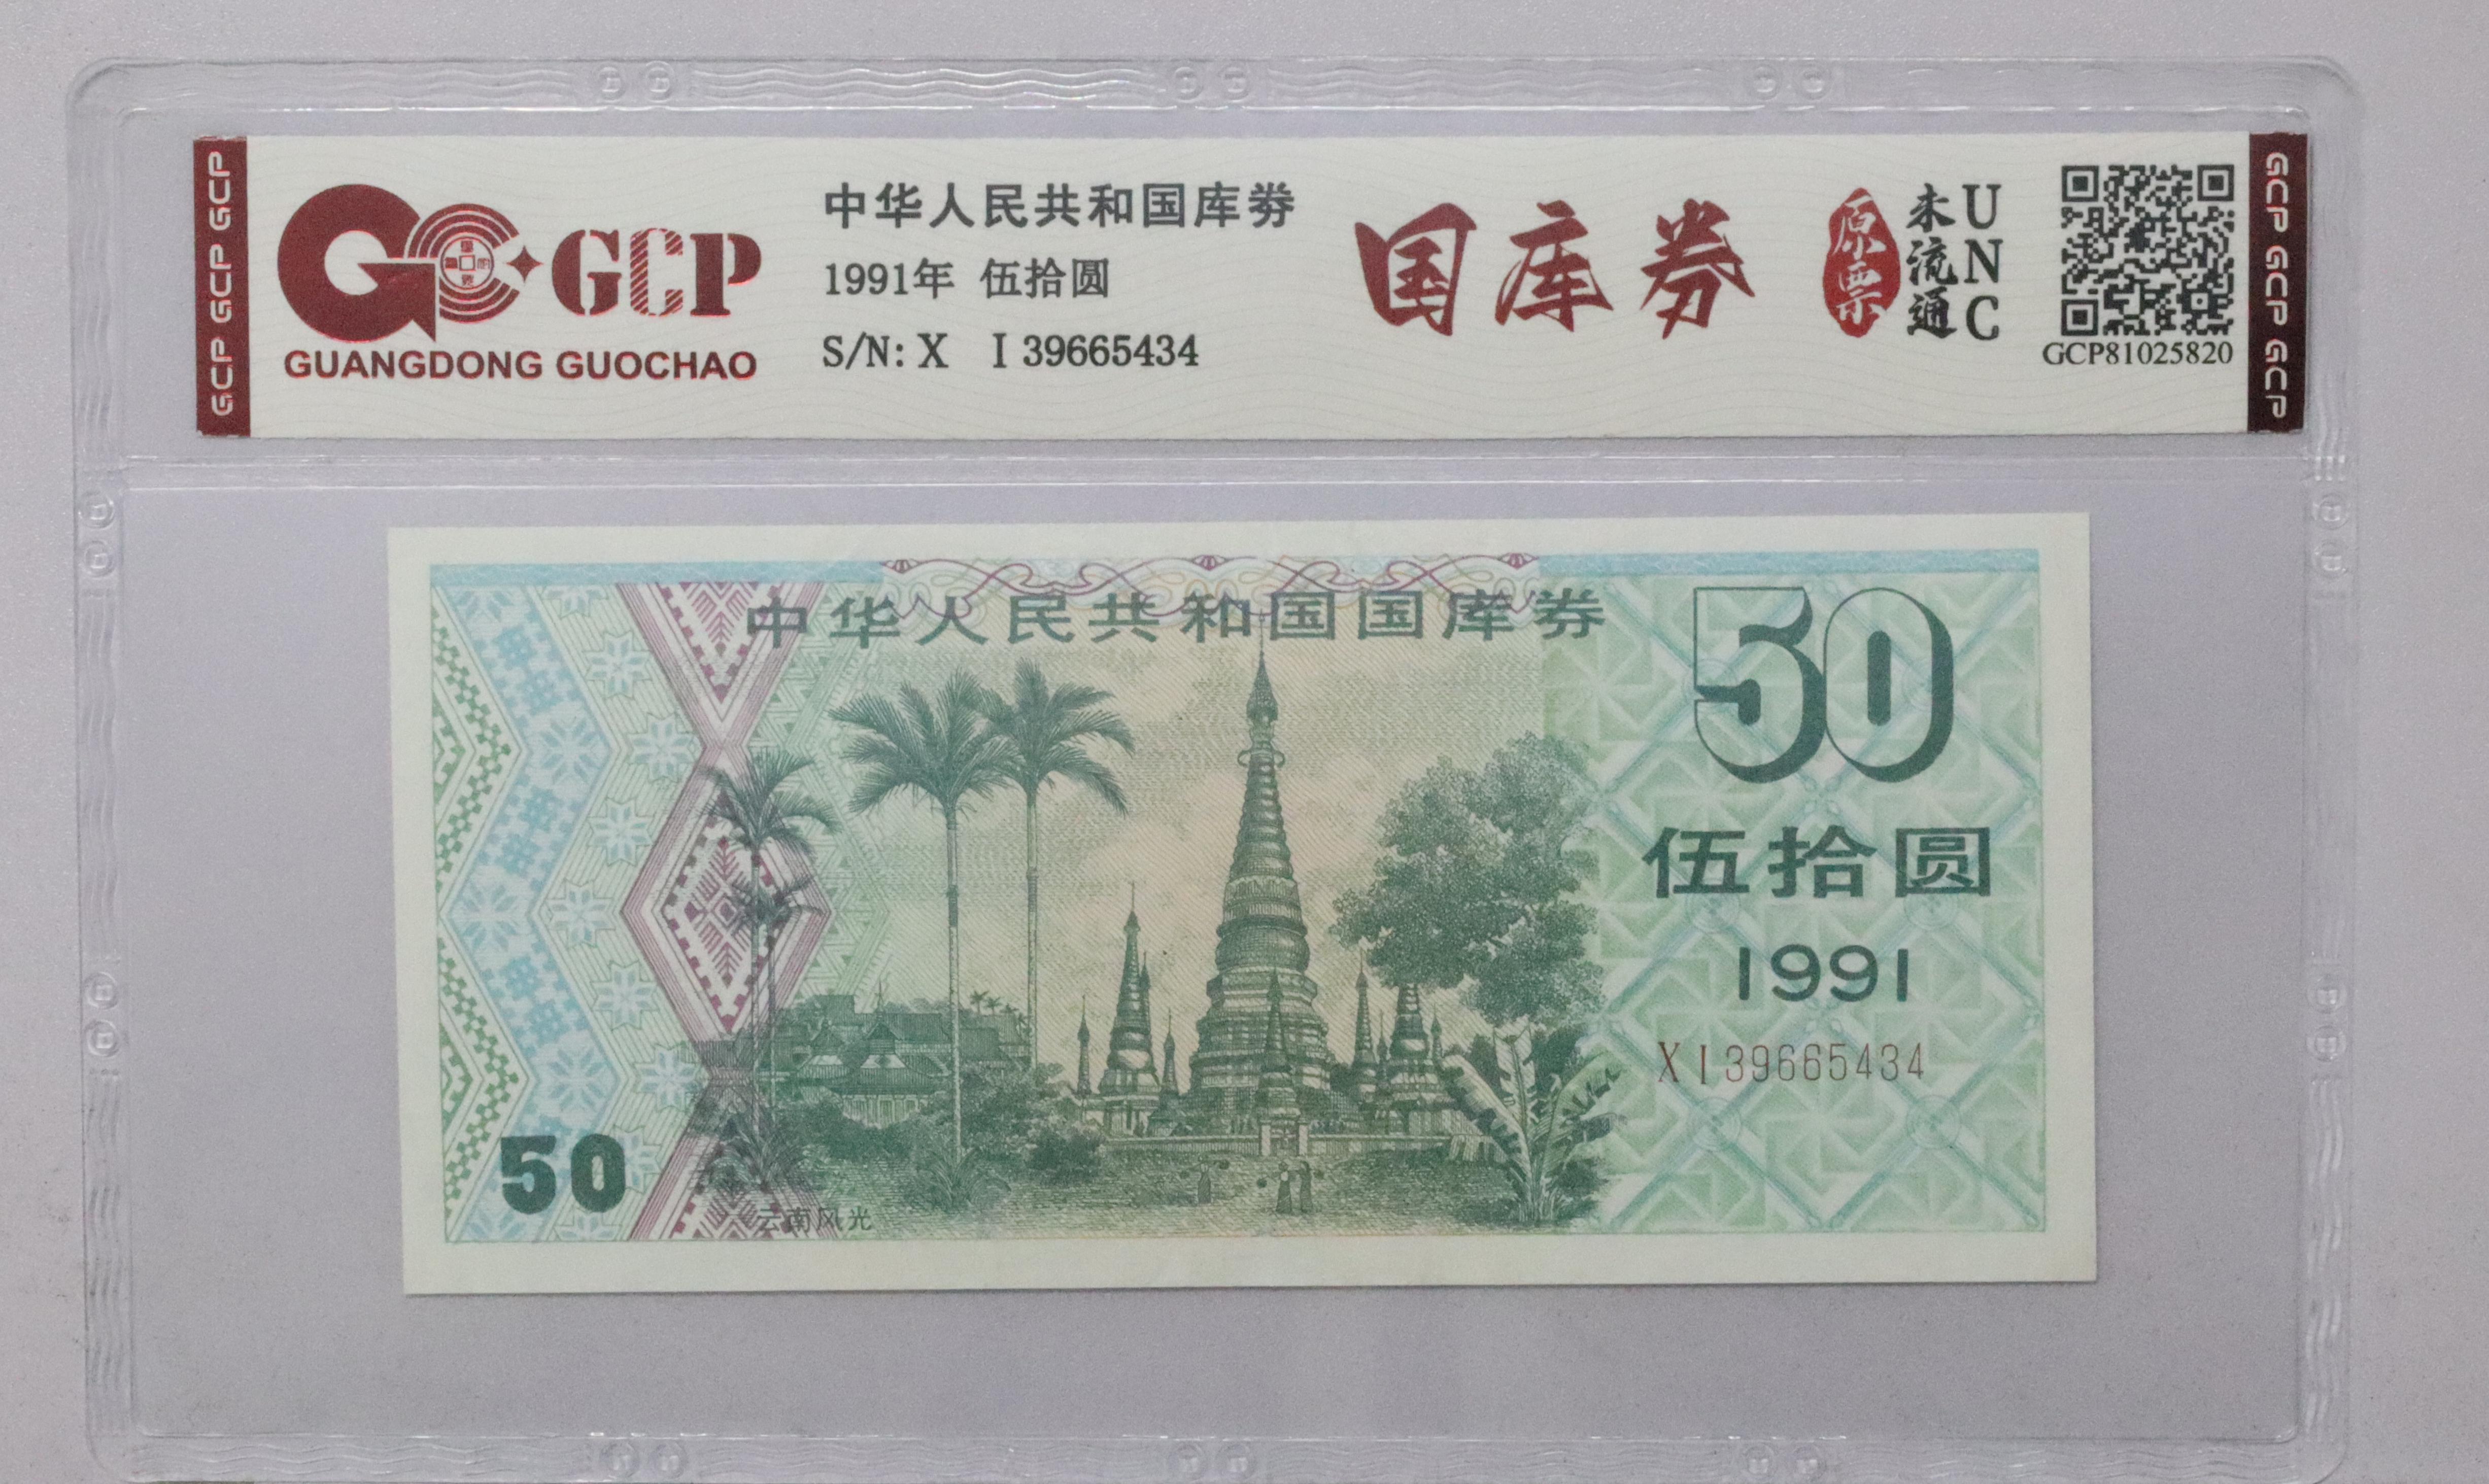 GCP GCP GCP
GCP
GUANGDONG GUOCHAO
中华人民共和国库券
1991年 伍拾圆
S/N: X I 39665434
国库券
原票
未流通
UNC
GCP81025820
GCP GCP GCP
中华人民共和国国库券
50
伍拾圆
1991
XI39665434
50
云南风光